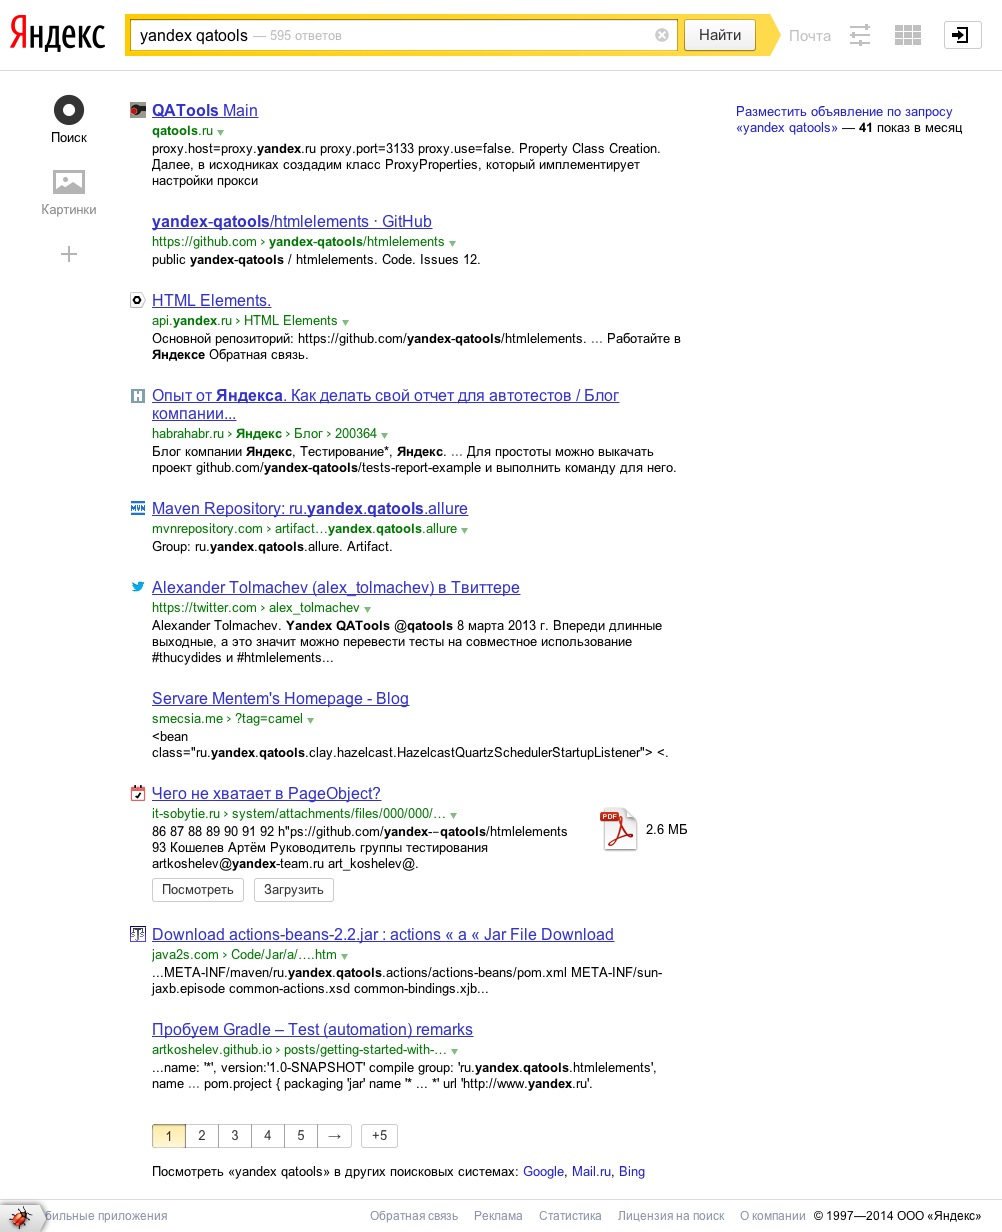 Яндекс
yandex qatools — 595 ответов
Найти
Почта
Поиск
Картинки
QATools Main
qatools.ru
proxy.host=proxy.yandex.ru proxy.port=3133 proxy.use=false. Property Class Creation.
Далее, в исходниках создадим класс ProxyProperties, который имплементирует
настройки прокси
Разместить объявление по запросу
«yandex qatools» — 41 показ в месяц
yandex-qatools/htmlelements · GitHub
https://github.com › yandex-qatools/htmlelements
public yandex-qatools / htmlelements. Code. Issues 12.
HTML Elements.
api.yandex.ru › HTML Elements
Основной репозиторий: https://github.com/yandex-qatools/htmlelements. ... Работайте в
Яндексе Обратная связь.
Опыт от Яндекса. Как делать свой отчет для автотестов / Блог
компании...
habrahabr.ru › Яндекс › Блог › 200364
Блог компании Яндекс, Тестирование*, Яндекс. ... Для простоты можно выкачать
проект github.com/yandex-qatools/tests-report-example и выполнить команду для него.
MVN
Maven Repository: ru.yandex.qatools.allure
mvnrepository.com › artifact…yandex.qatools.allure
Group: ru.yandex.qatools.allure. Artifact.
Alexander Tolmachev (alex_tolmachev) в Твиттере
https://twitter.com › alex_tolmachev
Alexander Tolmachev. Yandex QATools @qatools 8 марта 2013 г. Впереди длинные
выходные, а это значит можно перевести тесты на совместное использование
#thucydides и #htmlelements...
Servare Mentem's Homepage - Blog
smecsia.me › ?tag=camel
<bean
class="ru.yandex.qatools.clay.hazelcast.HazelcastQuartzSchedulerStartupListener"> <.
Чего не хватает в PageObject?
it-sobytie.ru › system/attachments/files/000/000/…
86 87 88 89 90 91 92 h"ps://github.com/yandex-‐qatools/htmlelements
93 Кошелев Артём Руководитель группы тестирования
artkoshelev@yandex-team.ru art_koshelev@.
PDF
2.6 МБ
Посмотреть
Загрузить
Download actions-beans-2.2.jar : actions « a « Jar File Download
java2s.com › Code/Jar/a/….htm
...META-INF/maven/ru.yandex.qatools.actions/actions-beans/pom.xml META-INF/sun-
jaxb.episode common-actions.xsd common-bindings.xjb...
Пробуем Gradle – Test (automation) remarks
artkoshelev.github.io › posts/getting-started-with-…
...name: '*', version:'1.0-SNAPSHOT' compile group: 'ru.yandex.qatools.htmlelements',
name ... pom.project { packaging 'jar' name '* ... *' url 'http://www.yandex.ru'.
1 2 3 4 5 → +5
Посмотреть «yandex qatools» в других поисковых системах: Google, Mail.ru, Bing
бильные приложения
Обратная связь Реклама Статистика Лицензия на поиск О компании © 1997—2014 ООО «Яндекс»